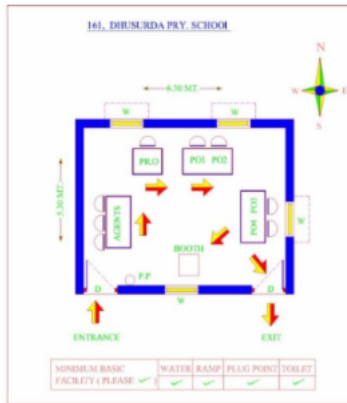 161, DHUSURDA PRY. SCHOOL
N
W E
S
6.50 MT.
W W
PR.O PO1 PO2
5.30 MT.
AGENTS
PO4 PO3
W
BOOTH
P.P
D W D
ENTRANCE EXIT
MINIMUM BASIC FACILITY ( PLEASE ✓ ) WATER RAMP PLUG POINT TOILET
✓ ✓ ✓ ✓